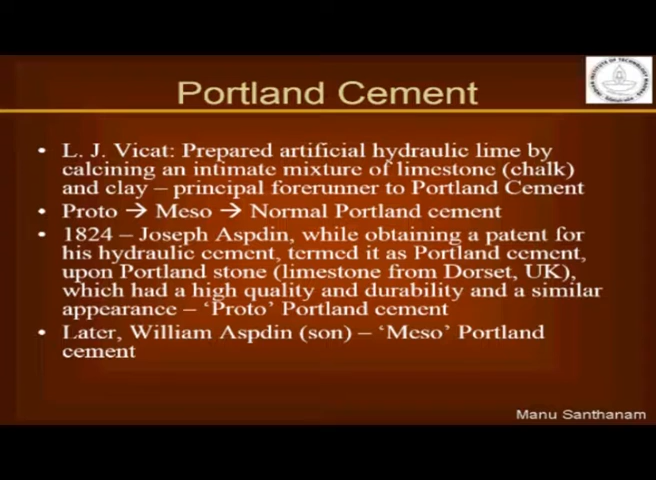 Portland Cement
• L. J. Vicat: Prepared artificial hydraulic lime by
calcining an intimate mixture of limestone (chalk)
and clay – principal forerunner to Portland Cement
• Proto → Meso → Normal Portland cement
• 1824 – Joseph Aspdin, while obtaining a patent for
his hydraulic cement, termed it as Portland cement,
upon Portland stone (limestone from Dorset, UK),
which had a high quality and durability and a similar
appearance – ‘Proto’ Portland cement
• Later, William Aspdin (son) – ‘Meso’ Portland
cement
Manu Santhanam